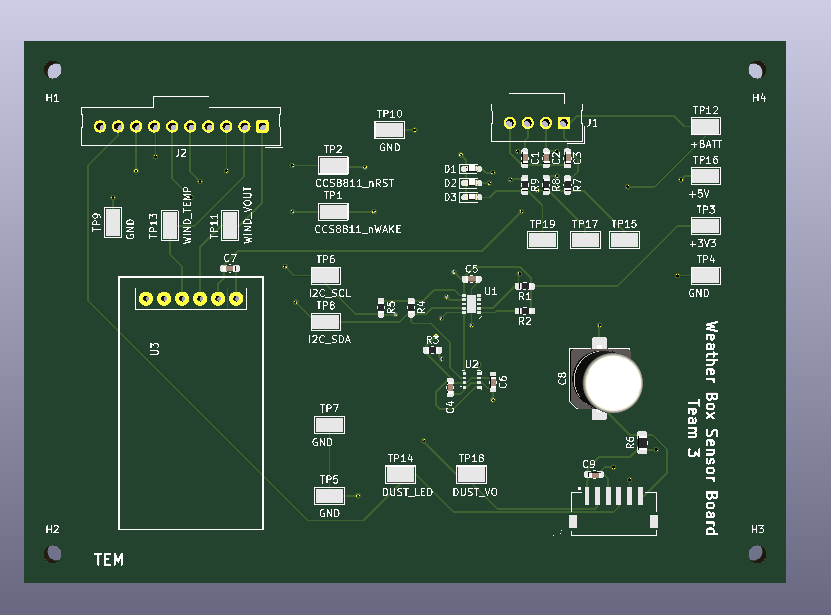 H1
H4
TP10
TP12
J2
J1
GND
+BATT
TP2
C1
C2
C3
D1
TP16
CCS8811_nRST
D2
R9
R8
R7
+5V
TP1
D3
TP9
GND
TP13
WIND_TEMP
TP11
WIND_VOUT
CCS8811_nWAKE
TP19
TP17
TP15
TP3
+3V3
C7
TP6
C5
TP4
I2C_SCL
U1
R1
GND
TP8
R5
R4
R2
I2C_SDA
U3
R3
U2
C6
C8
C4
Weather Box Sensor Board
Team 3
TP7
GND
R6
TP14
TP18
C9
DUST_LED
DUST_VO
TP5
GND
H2
H3
TEM